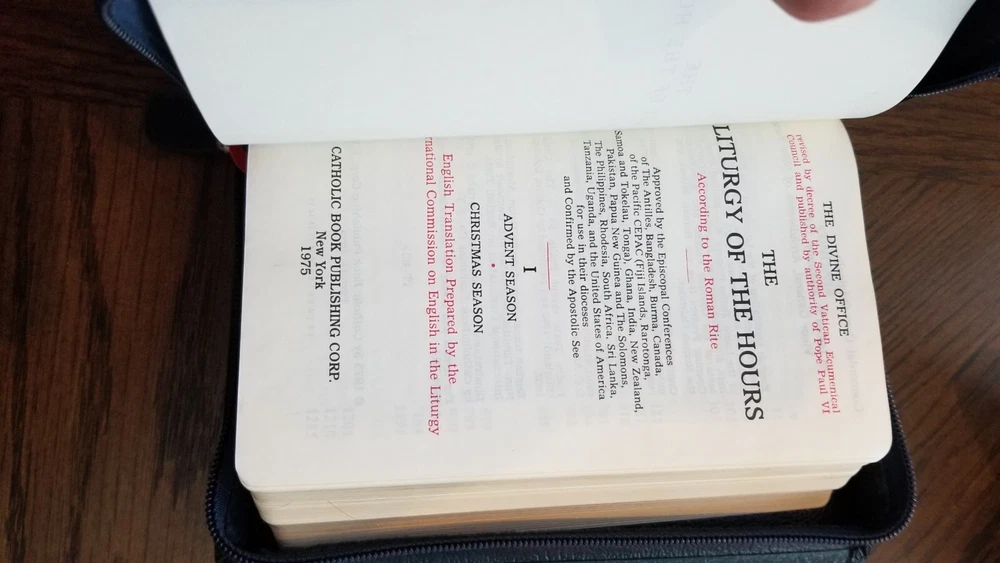 THE DIVINE OFFICE
revised by decree of the Second Vatican Ecumenical
Council and published by authority of Pope Paul VI
THE
LITURGY OF THE HOURS
According to the Roman Rite
Approved by the Episcopal Conferences
of The Antilles, Bangladesh, Burma, Canada,
of the Pacific CEPAC (Fiji Islands, Rarotonga,
Samoa and Tokelau, Tonga), Ghana, India, New Zealand,
Pakistan, Papua New Guinea and The Solomons,
The Philippines, Rhodesia, South Africa, Sri Lanka,
Tanzania, Uganda, and the United States of America
for use in their dioceses
and Confirmed by the Apostolic See
I
ADVENT SEASON
CHRISTMAS SEASON
English Translation Prepared by the
rnational Commission on English in the Liturgy
CATHOLIC BOOK PUBLISHING CORP.
New York
1975